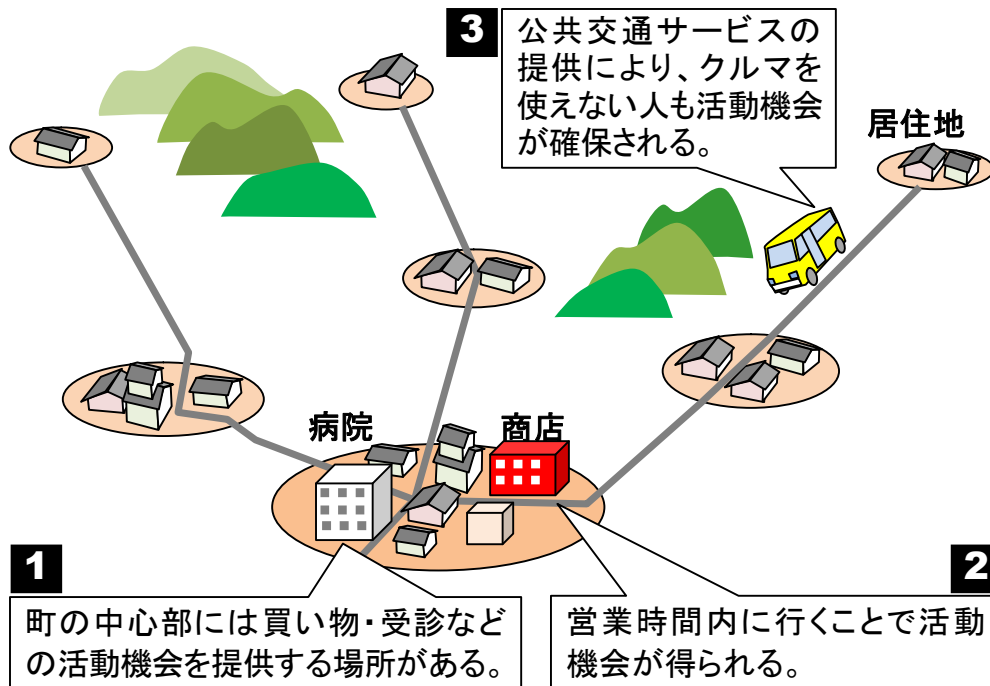 3
公共交通サービスの
提供により、クルマを
使えない人も活動機会
が確保される。
居住地
病院
商店
1
町の中心部には買い物・受診など
の活動機会を提供する場所がある。
2
営業時間内に行くことで活動
機会が得られる。